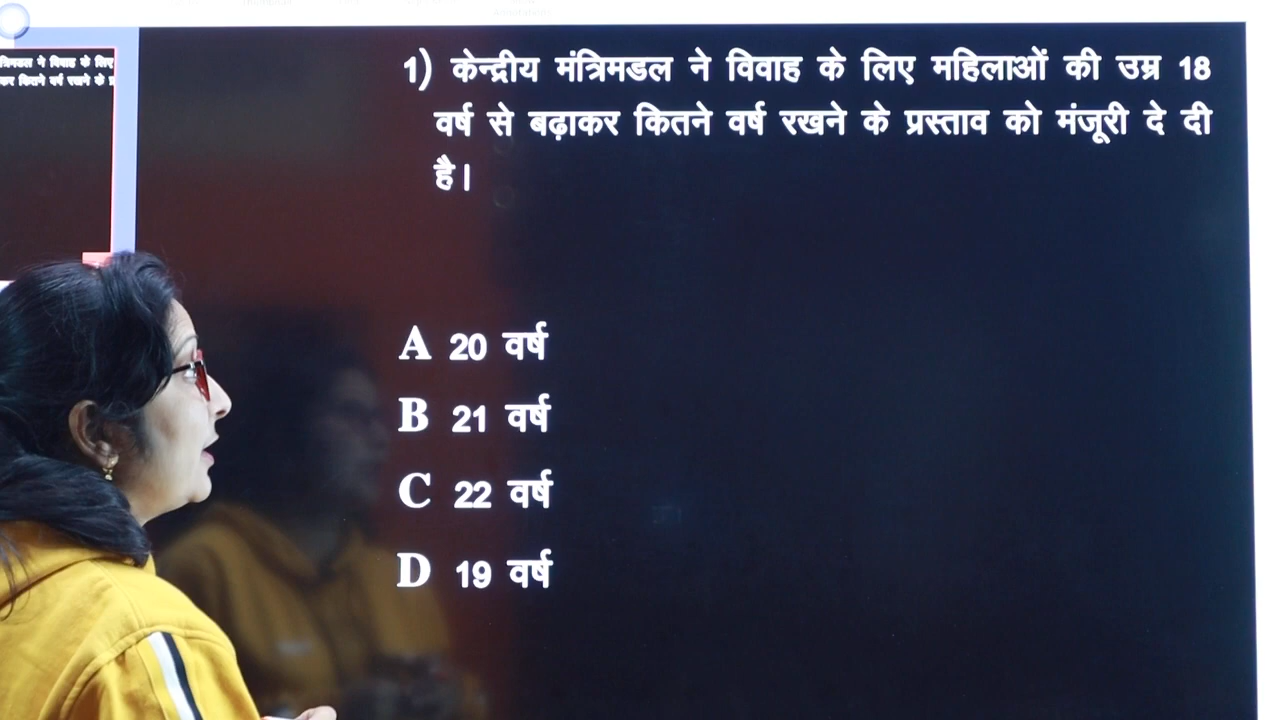 1) केन्द्रीय मंत्रिमडल ने विवाह के लिए महिलाओं की उम्र 18
वर्ष से बढ़ाकर कितने वर्ष रखने के प्रस्ताव को मंजूरी दे दी
है।
A 20 वर्ष
B 21 वर्ष
C 22 वर्ष
D 19 वर्ष